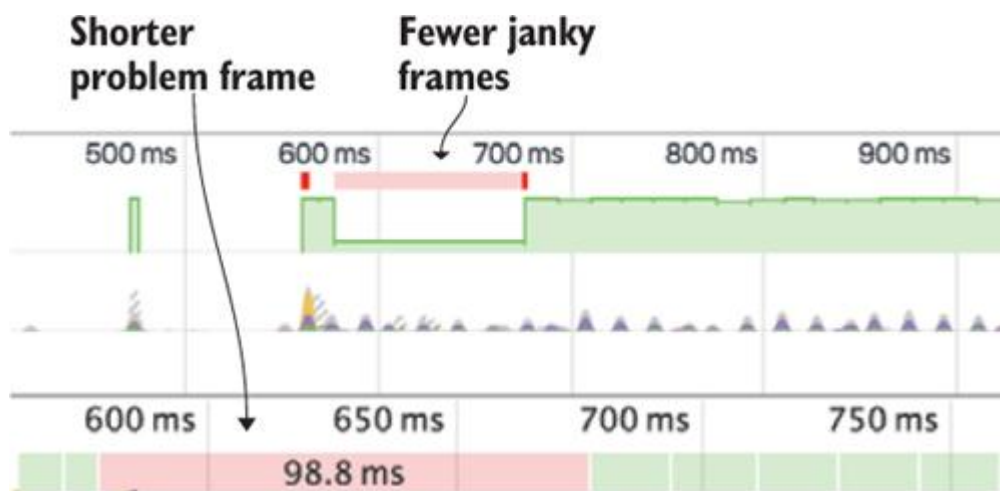 Shorter
problem frame
Fewer janky
frames
500 ms 600 ms 700 ms 800 ms 900 ms
600 ms 650 ms 700 ms 750 ms
98.8 ms